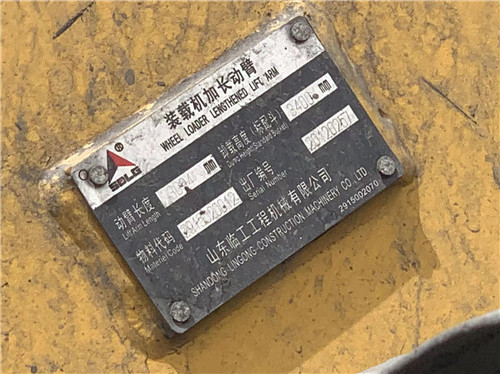 装载机加长动臂
WHEEL LOADER LENGTHENED LIFT ARM
SDLG
动臂长度
Lift Arm Length
mm
卸载高度（标配斗）
Dump Height(Standard Bucket)
3400 mm
物料代码
Material Code
出厂编号
Serial Number
山东临工工程机械有限公司
SHANDONG LINGONG CONSTRUCTION MACHINERY CO.,LTD
2915002070